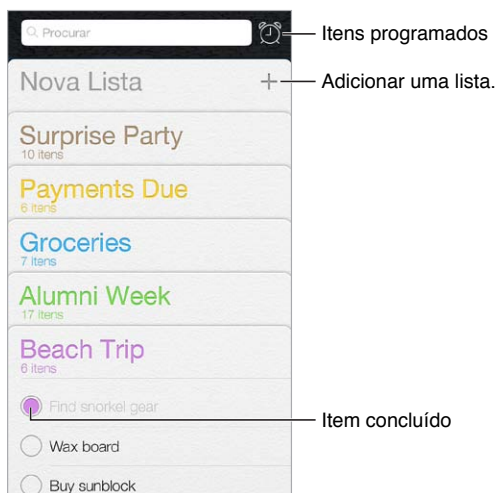 Procurar
Itens programados
Nova Lista
Adicionar uma lista.
Surprise Party
10 itens
Payments Due
6 itens
Groceries
7 itens
Alumni Week
17 itens
Beach Trip
6 itens
Find snorkel gear
Item concluído
Wax board
Buy sunblock